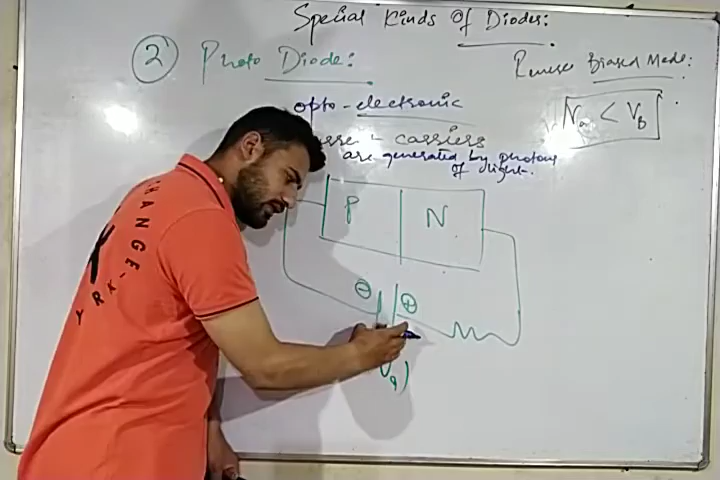 Special Kinds Of Diodes:
2 Photo Diode:
Reverse Biased Mode:
opto-electronic
Va < VB
- carriers
are generated by photons
of light.
P N
⊖ ⊕
CHANGE-